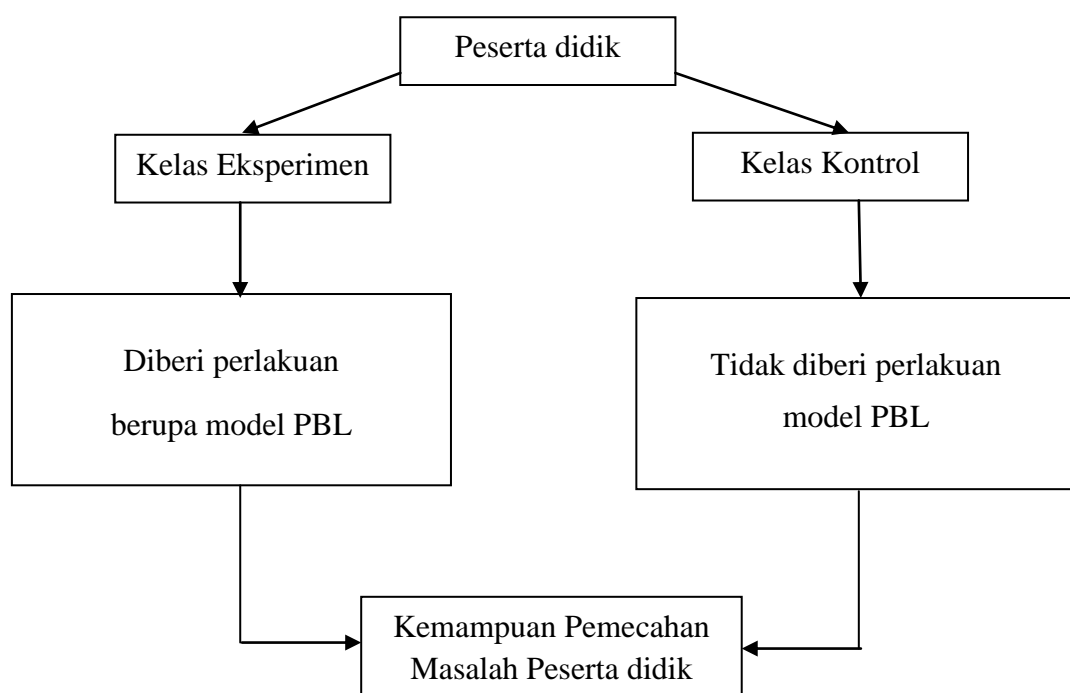 Peserta didik
Kelas Eksperimen
Kelas Kontrol
Diberi perlakuan
berupa model PBL
Tidak diberi perlakuan
model PBL
Kemampuan Pemecahan
Masalah Peserta didik